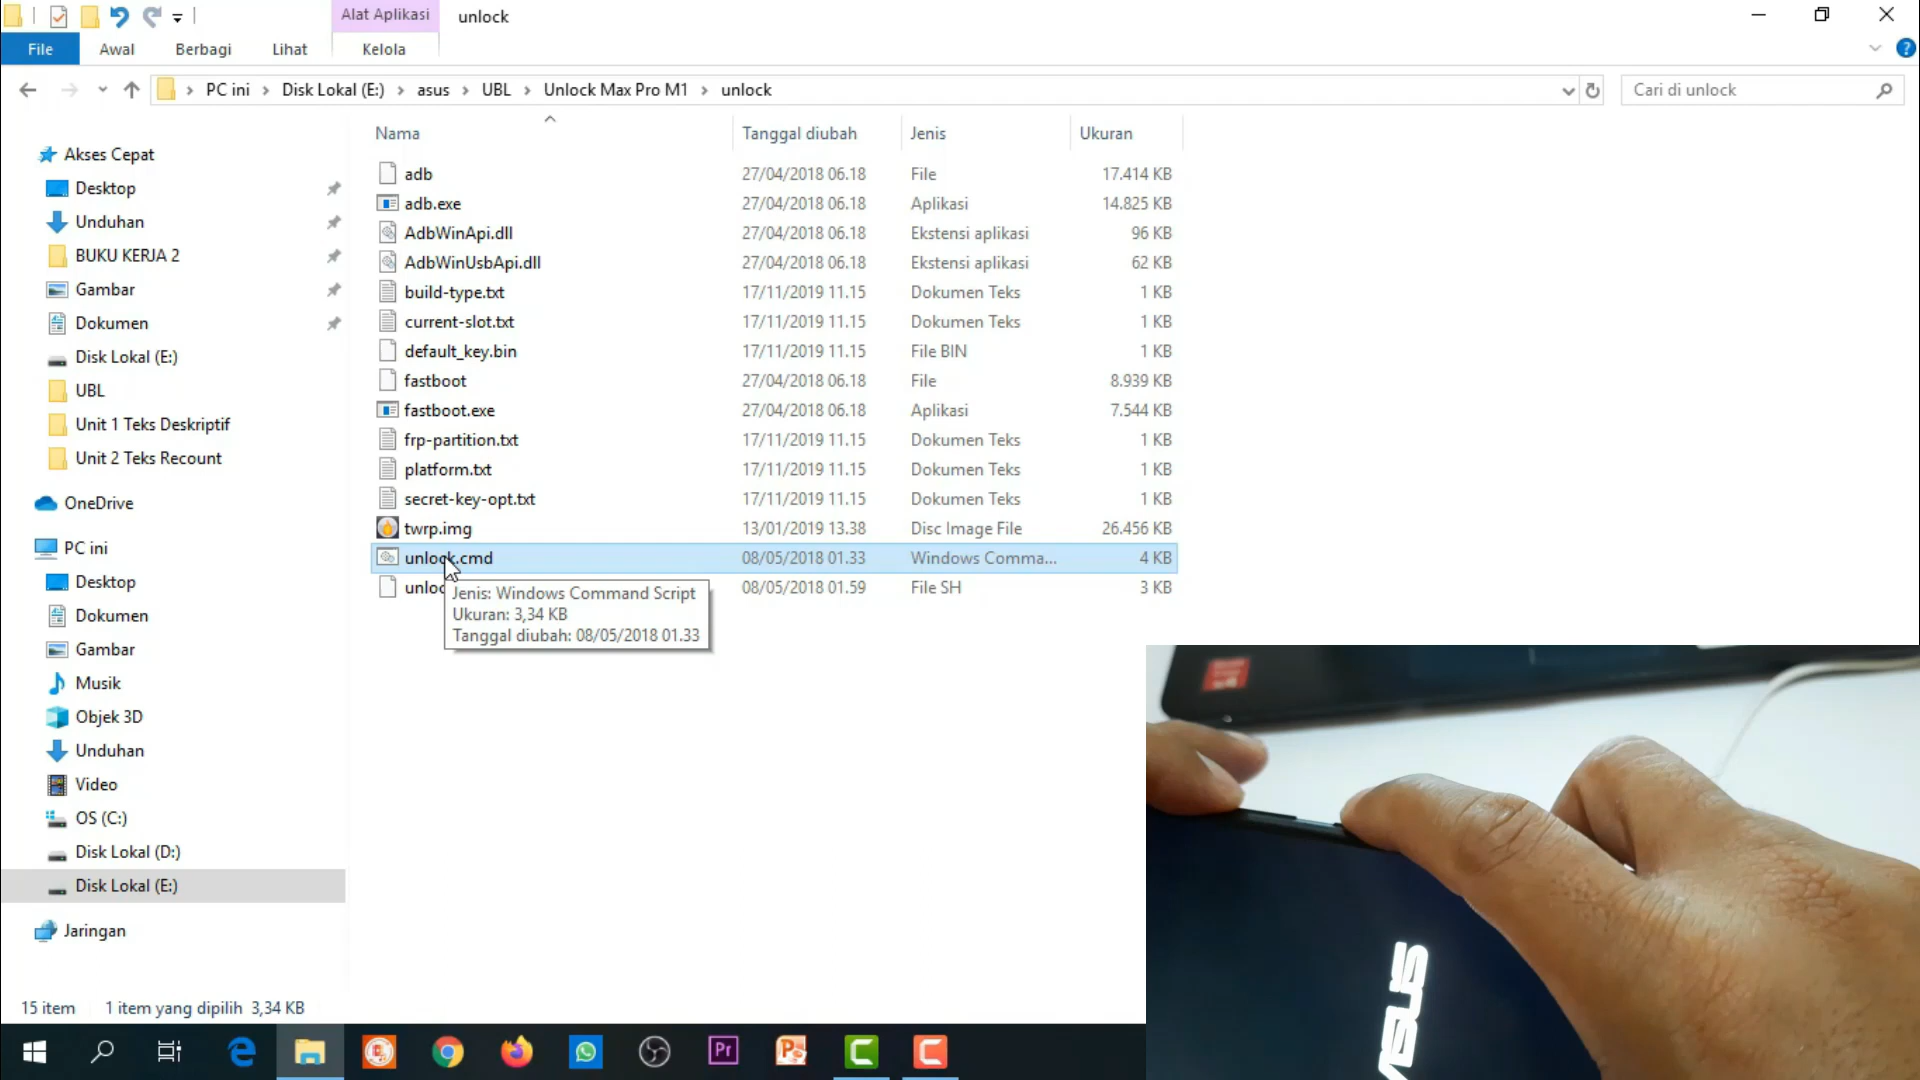 Alat Aplikasi
unlock
File
Awal
Berbagi
Lihat
Kelola
PC ini
Disk Lokal (E:)
asus
UBL
Unlock Max Pro M1
unlock
Cari di unlock
Nama
Tanggal diubah
Jenis
Ukuran
adb 27/04/2018 06.18 File 17.414 KB
adb.exe 27/04/2018 06.18 Aplikasi 14.825 KB
AdbWinApi.dll 27/04/2018 06.18 Ekstensi aplikasi 96 KB
AdbWinUsbApi.dll 27/04/2018 06.18 Ekstensi aplikasi 62 KB
build-type.txt 17/11/2019 11.15 Dokumen Teks 1 KB
current-slot.txt 17/11/2019 11.15 Dokumen Teks 1 KB
default_key.bin 17/11/2019 11.15 File BIN 1 KB
fastboot 27/04/2018 06.18 File 8.939 KB
fastboot.exe 27/04/2018 06.18 Aplikasi 7.544 KB
frp-partition.txt 17/11/2019 11.15 Dokumen Teks 1 KB
platform.txt 17/11/2019 11.15 Dokumen Teks 1 KB
secret-key-opt.txt 17/11/2019 11.15 Dokumen Teks 1 KB
twrp.img 13/01/2019 13.38 Disc Image File 26.456 KB
unlock.cmd 08/05/2018 01.33 Windows Comma... 4 KB
unloc 08/05/2018 01.59 File SH 3 KB
Jenis: Windows Command Script
Ukuran: 3,34 KB
Tanggal diubah: 08/05/2018 01.33
Akses Cepat
Desktop
Unduhan
BUKU KERJA 2
Gambar
Dokumen
Disk Lokal (E:)
UBL
Unit 1 Teks Deskriptif
Unit 2 Teks Recount
OneDrive
PC ini
Desktop
Dokumen
Gambar
Musik
Objek 3D
Unduhan
Video
OS (C:)
Disk Lokal (D:)
Disk Lokal (E:)
Jaringan
15 item
1 item yang dipilih 3,34 KB
Pr
ASUS